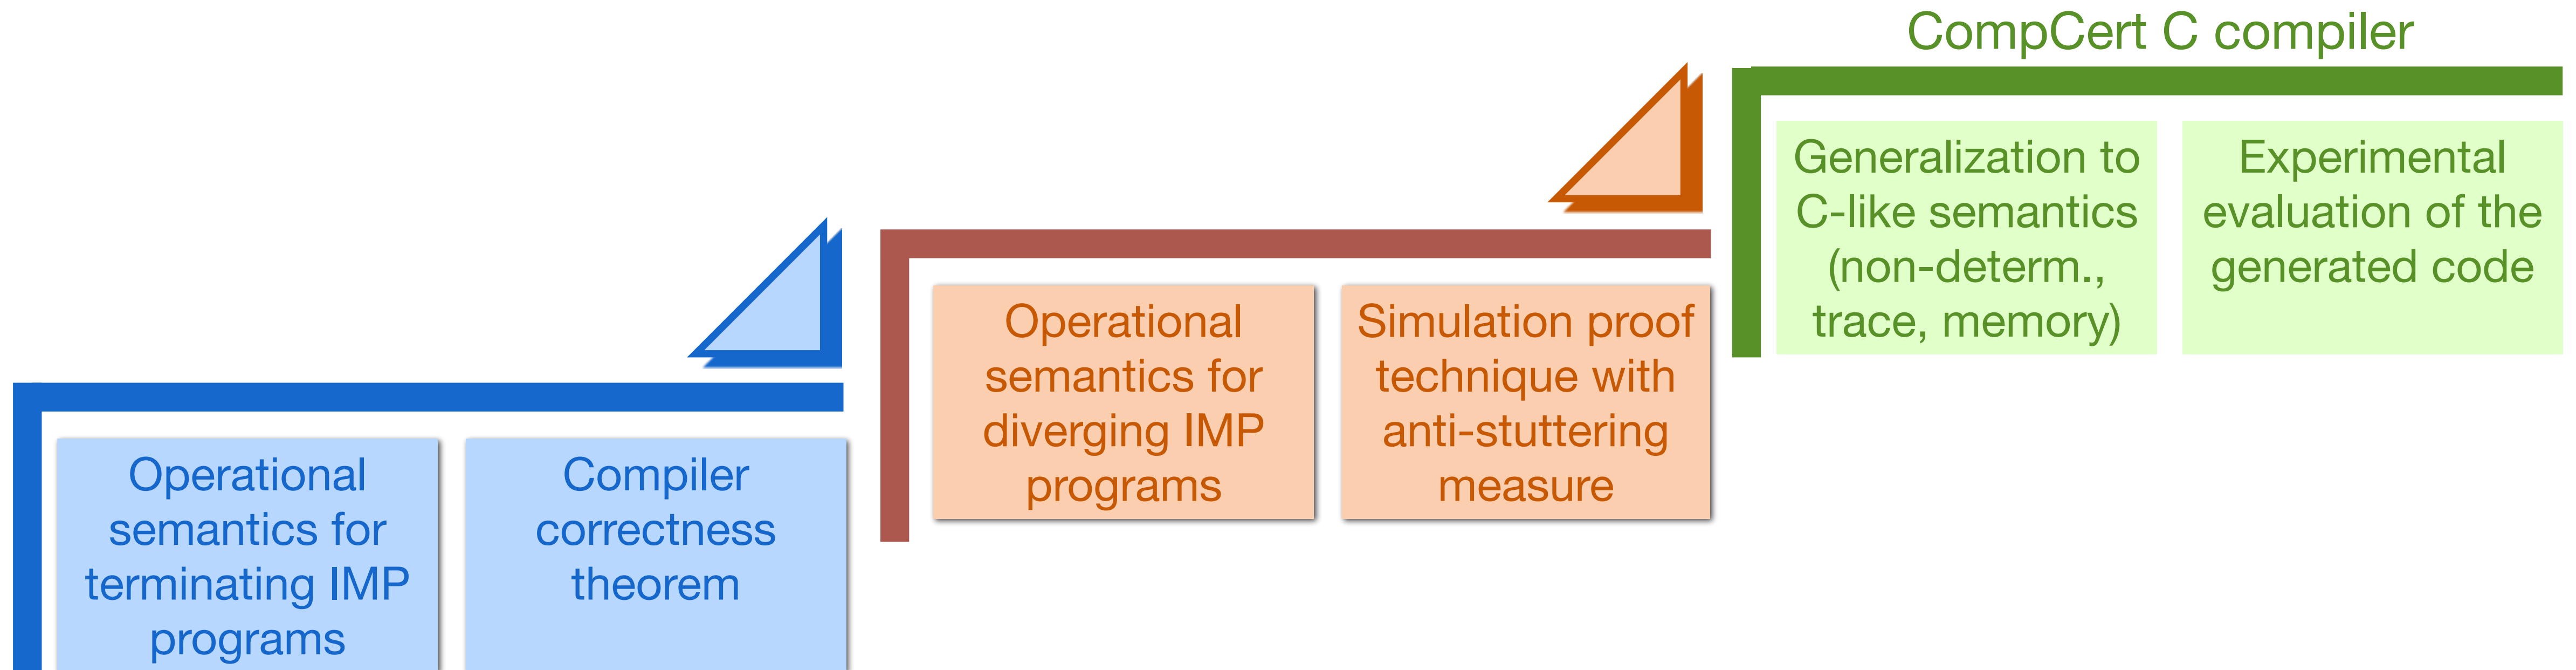 CompCert C compiler
Generalization to
C-like semantics
(non-determ.,
trace, memory)
Experimental
evaluation of the
generated code
Operational
semantics for
diverging IMP
programs
Simulation proof
technique with
anti-stuttering
measure
Operational
semantics for
terminating IMP
programs
Compiler
correctness
theorem